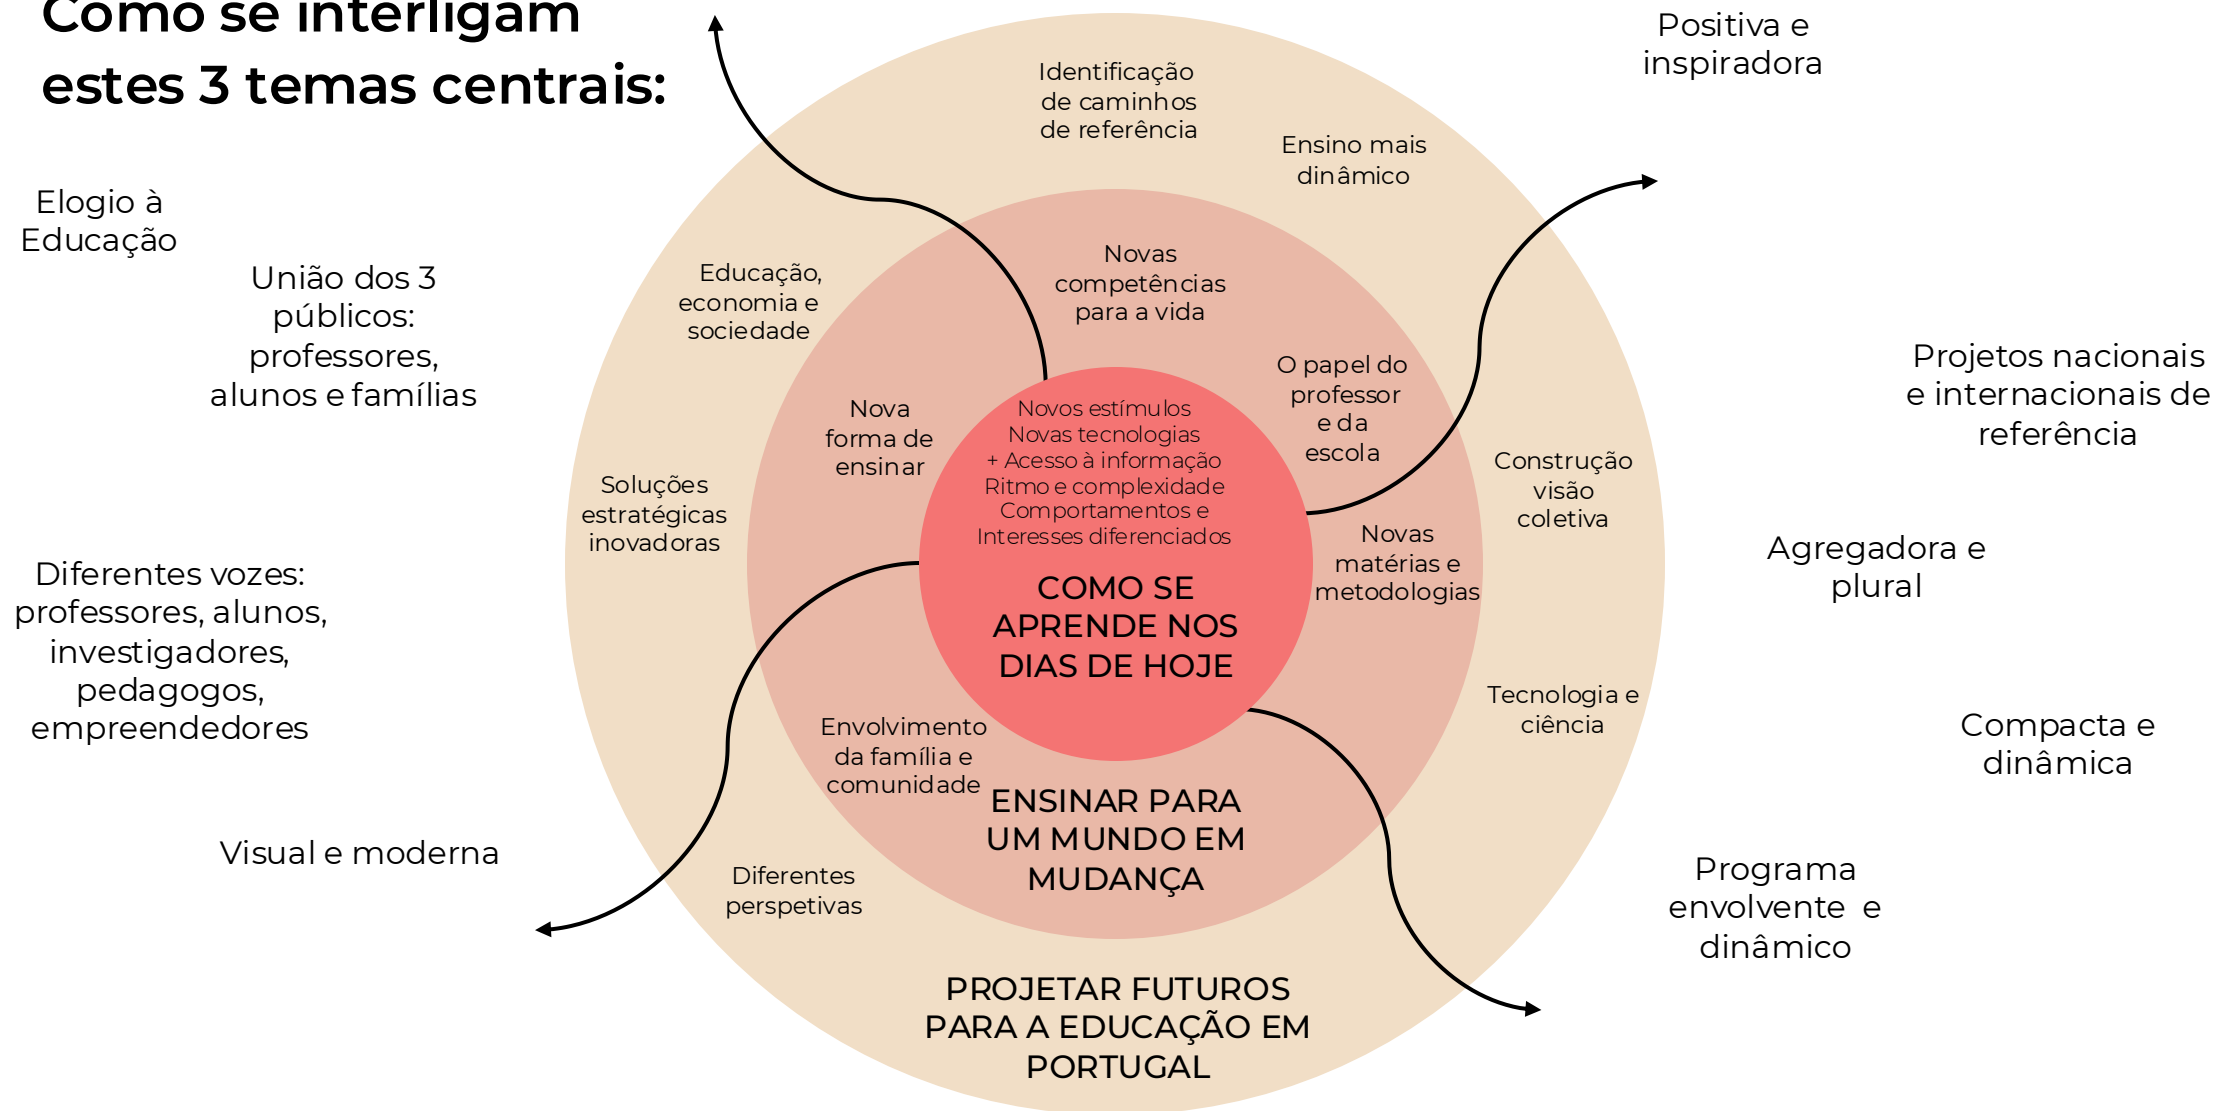 Como se interligam
estes 3 temas centrais:
Elogio à
Educação
União dos 3
públicos:
professores,
alunos e famílias
Diferentes vozes:
professores, alunos,
investigadores,
pedagogos,
empreendedores
Visual e moderna
Identificação
de caminhos
de referência
Ensino mais
dinâmico
Educação,
economia e
sociedade
Soluções
estratégicas
inovadoras
Construção
visão
coletiva
Tecnologia e
ciência
Diferentes
perspetivas
PROJETAR FUTUROS
PARA A EDUCAÇÃO EM
PORTUGAL
Novas
competências
para a vida
O papel do
professor
e da
escola
Nova
forma de
ensinar
Novas
matérias e
metodologias
Envolvimento
da família e
comunidade
ENSINAR PARA
UM MUNDO EM
MUDANÇA
Novos estímulos
Novas tecnologias
+ Acesso à informação
Ritmo e complexidade
Comportamentos e
Interesses diferenciados
COMO SE
APRENDE NOS
DIAS DE HOJE
Positiva e
inspiradora
Projetos nacionais
e internacionais de
referência
Agregadora e
plural
Compacta e
dinâmica
Programa
envolvente e
dinâmico